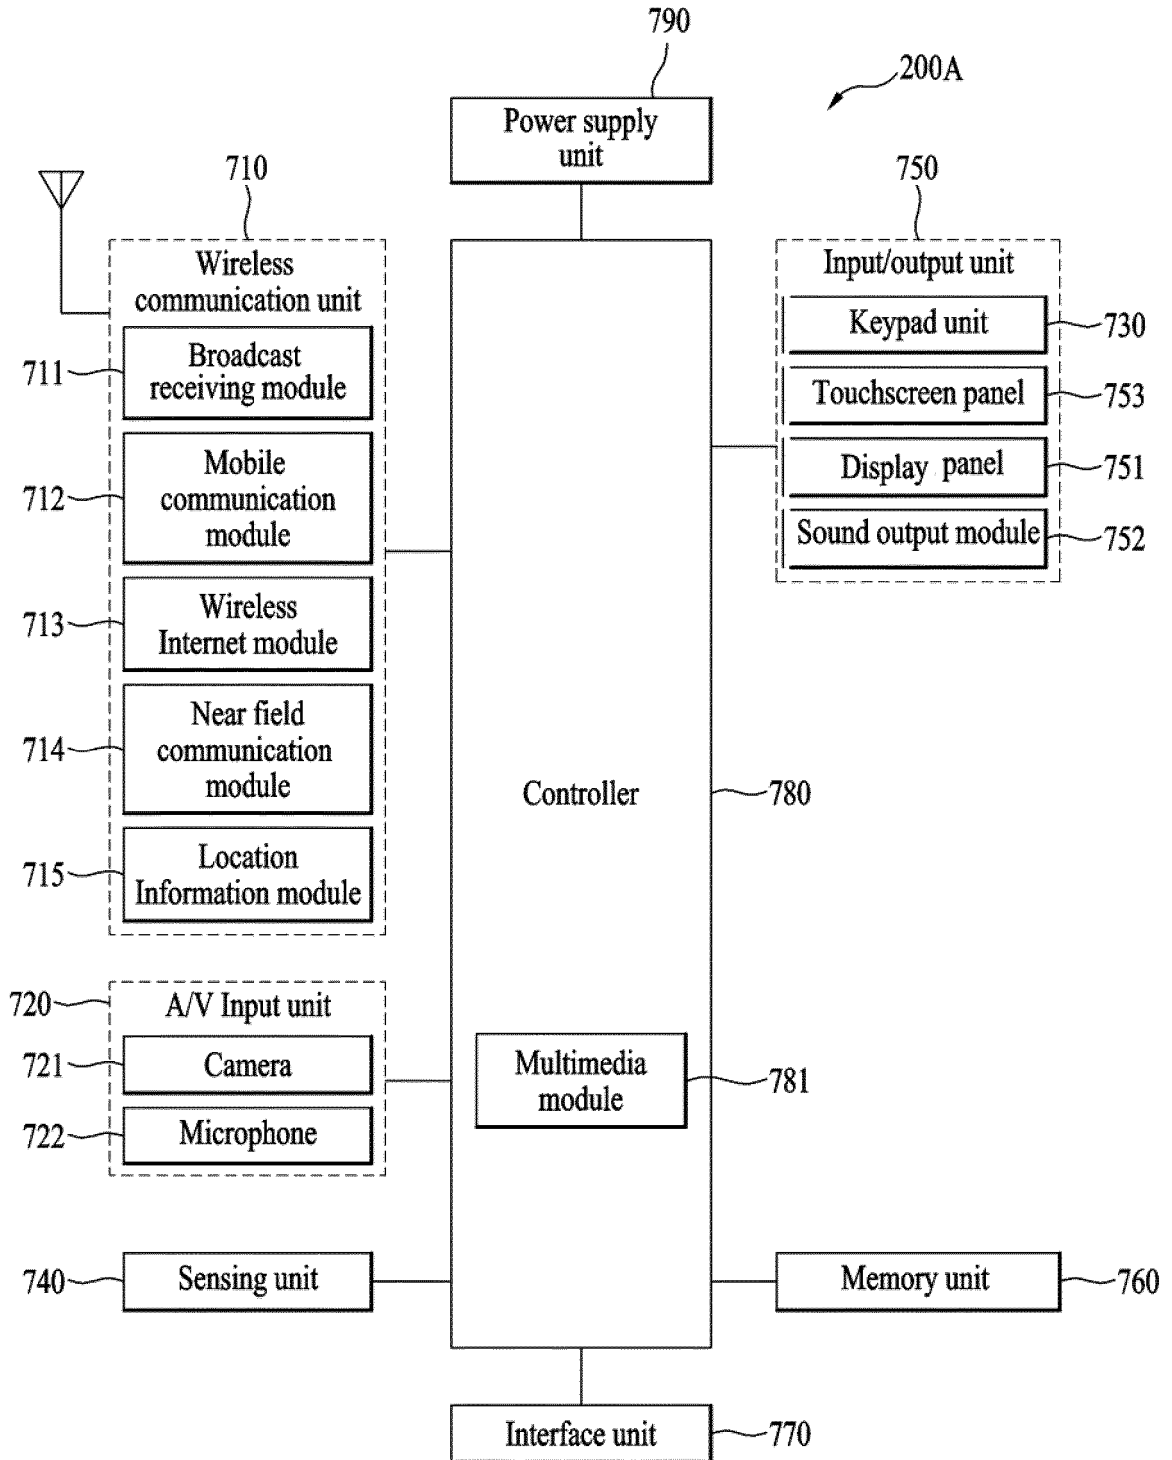 790
200A
Power supply
unit
710
750
Wireless
communication unit
Input/output unit
Keypad unit
730
711
Broadcast
receiving module
Touchscreen panel
753
712
Mobile
communication
module
Display panel
751
Sound output module
752
713
Wireless
Internet module
714
Near field
communication
module
Controller
780
715
Location
Information module
720
A/V Input unit
721
Camera
Multimedia
module
781
722
Microphone
740
Sensing unit
Memory unit
760
Interface unit
770